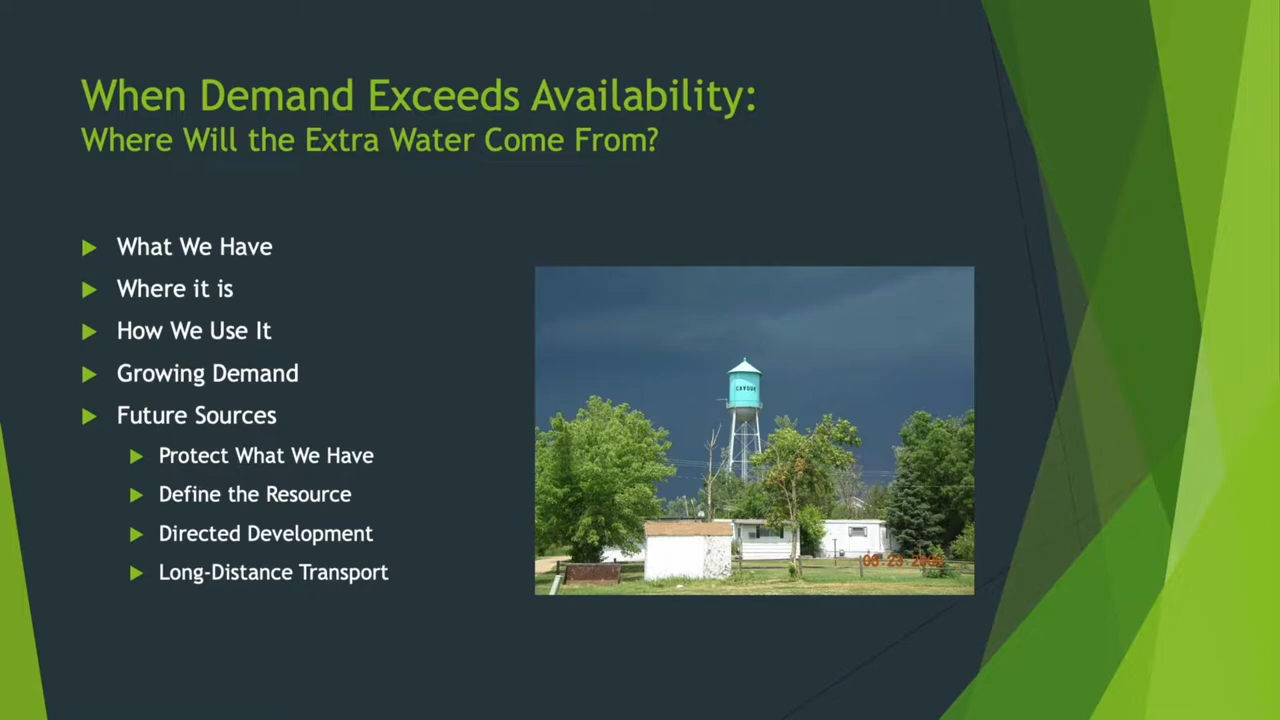 When Demand Exceeds Availability:
Where Will the Extra Water Come From?
What We Have
Where it is
How We Use It
Growing Demand
Future Sources
Protect What We Have
Define the Resource
Directed Development
Long-Distance Transport
CAVOUR